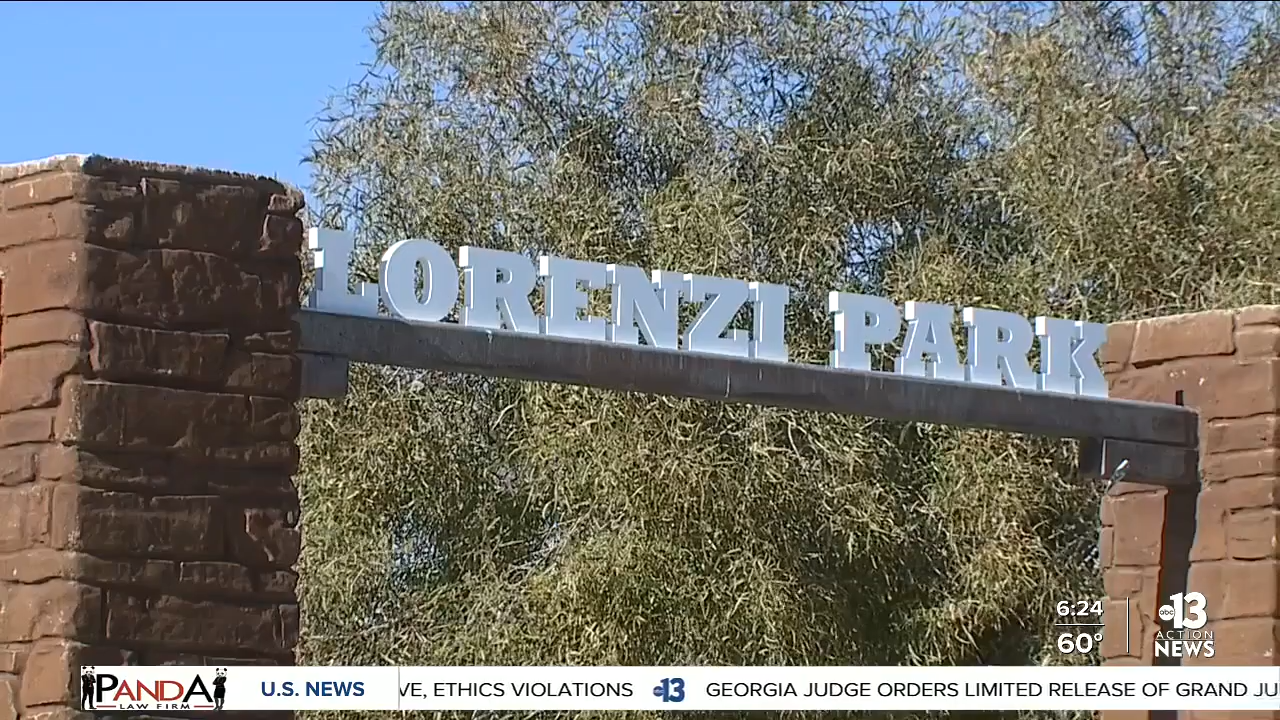 LORENZI PARK
6:24
60°
abc 13
ACTION
NEWS
PANDA
LAW FIRM
U.S. NEWS
VE, ETHICS VIOLATIONS 13 GEORGIA JUDGE ORDERS LIMITED RELEASE OF GRAND JU